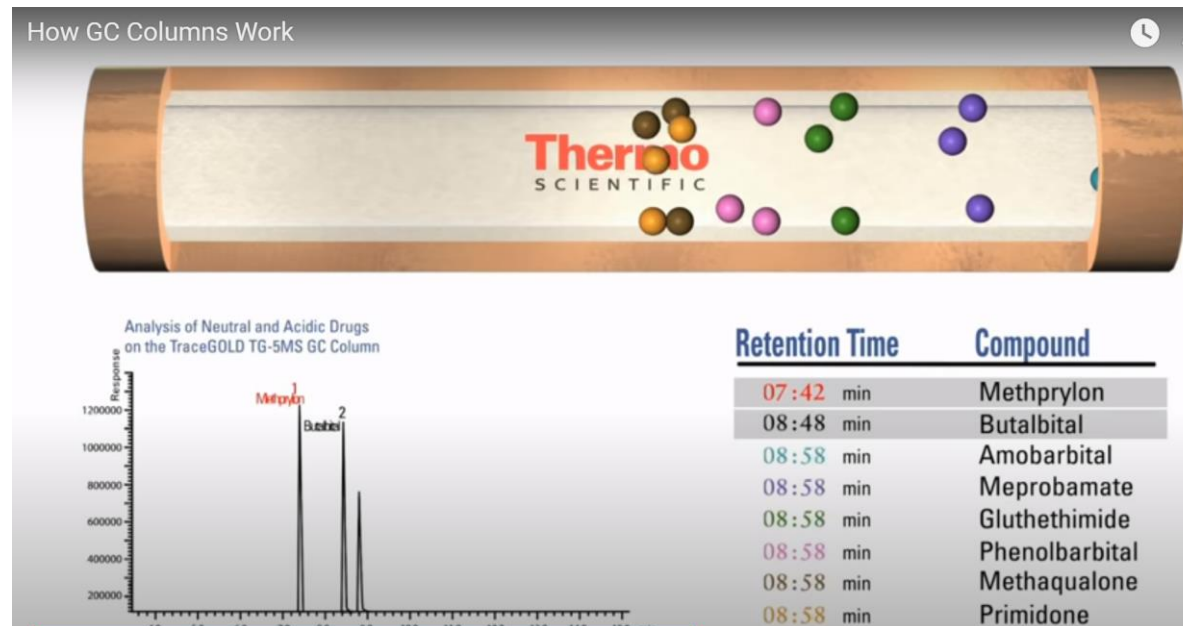 How GC Columns Work
Thermo
SCIENTIFIC
Analysis of Neutral and Acidic Drugs
on the TraceGOLD TG-5MS GC Column
Response
1
Methprylon
2
Butalbital
1200000
1000000
800000
600000
400000
200000
Retention Time Compound
07:42 min Methprylon
08:48 min Butalbital
08:58 min Amobarbital
08:58 min Meprobamate
08:58 min Gluthethimide
08:58 min Phenolbarbital
08:58 min Methaqualone
08:58 min Primidone